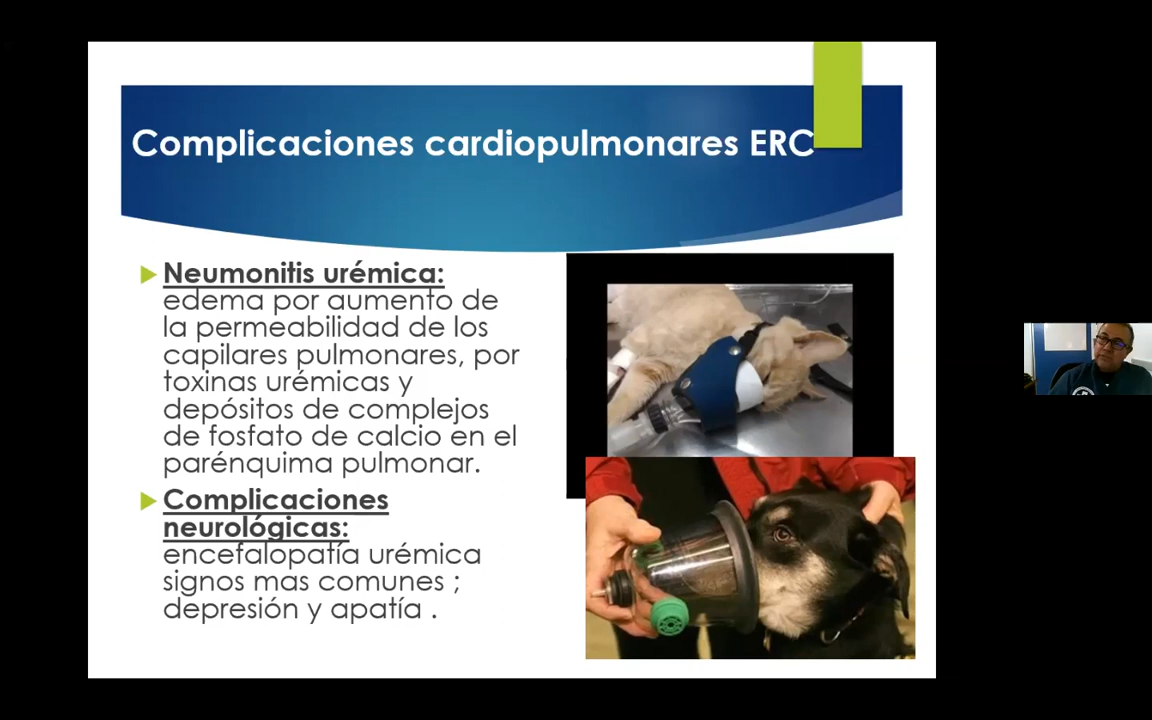 Complicaciones cardiopulmonares ERC
Neumonitis urémica:
edema por aumento de
la permeabilidad de los
capilares pulmonares, por
toxinas urémicas y
depósitos de complejos
de fosfato de calcio en el
parénquima pulmonar.
Complicaciones
neurológicas:
encefalopatía urémica
signos mas comunes ;
depresión y apatía .